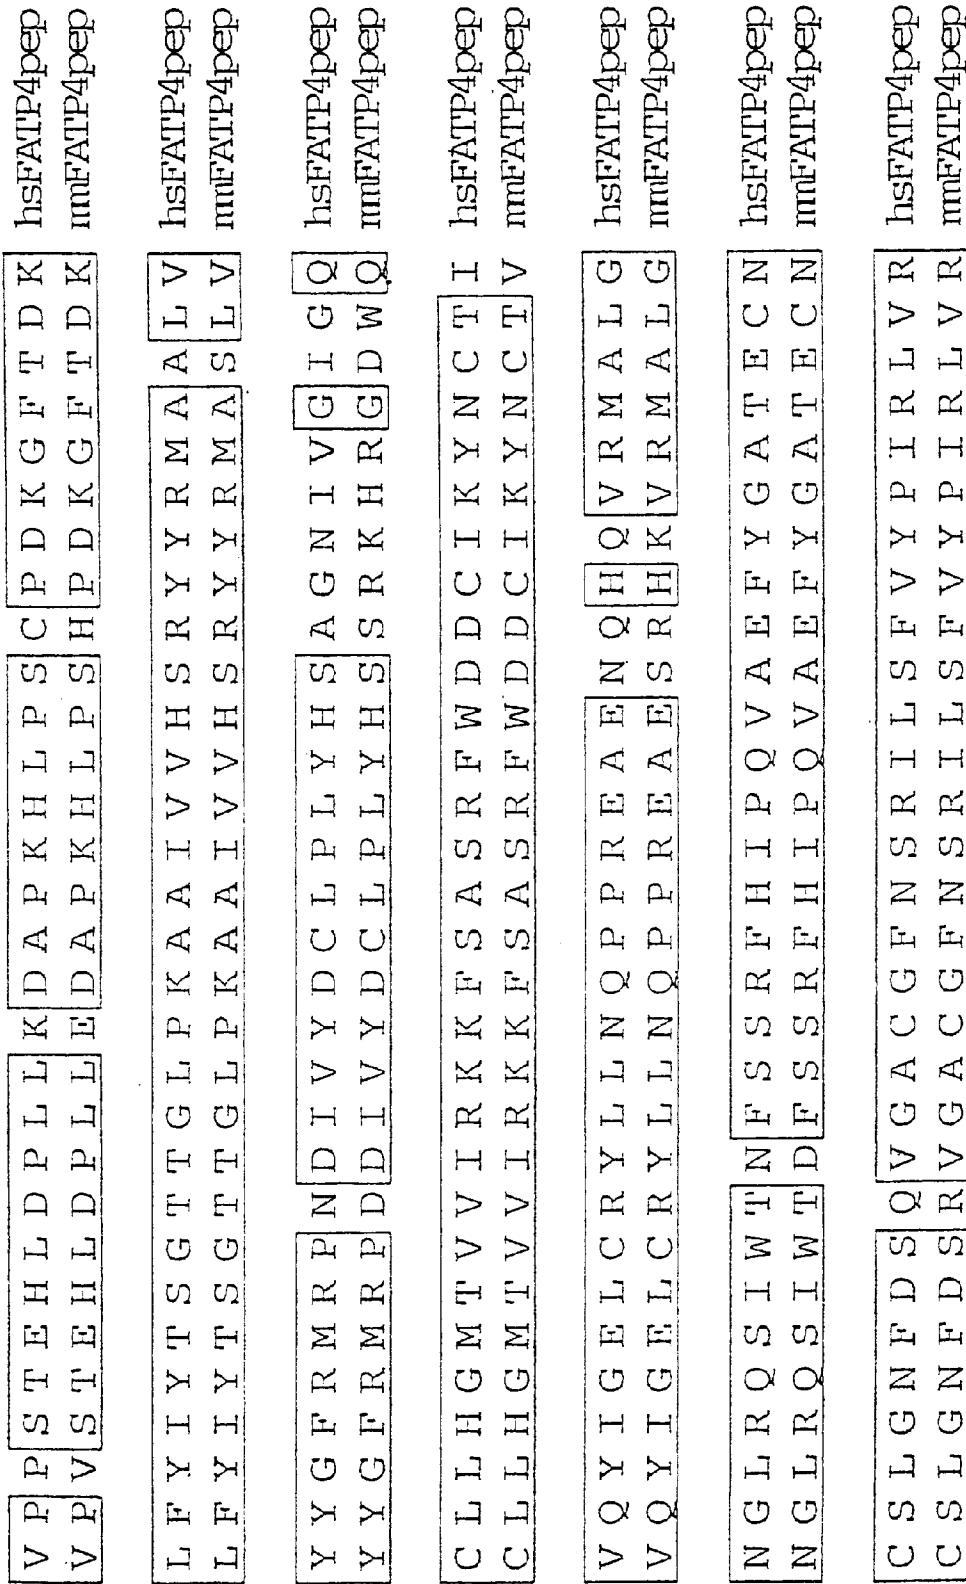 V P P S T E H L D P L L K D A P K H L P S C P D K G F T D K hsFATP4pep
V P V S T E H L D P L L E D A P K H L P S H P D K G F T D K mmFATP4pep
L F Y I Y T S G T T G L P K A A I V V H S R Y Y R M A A L V hsFATP4pep
L F Y I Y T S G T T G L P K A A I V V H S R Y Y R M A S L V mmFATP4pep
Y Y G F R M R P N D I V Y D C L P L Y H S A G N I V G I G Q hsFATP4pep
Y Y G F R M R P D D I V Y D C L P L Y H S S R K H R G D W Q mmFATP4pep
C L L H G M T V V I R K K F S A S R F W D D C I K Y N C T I hsFATP4pep
C L L H G M T V V I R K K F S A S R F W D D C I K Y N C T V mmFATP4pep
V Q Y I G E L C R Y L L N Q P P R E A E N Q H Q V R M A L G hsFATP4pep
V Q Y I G E L C R Y L L N Q P P R E A E S R H K V R M A L G mmFATP4pep
N G L R Q S I W T N F S S R F H I P Q V A E F Y G A T E C N hsFATP4pep
N G L R Q S I W T D F S S R F H I P Q V A E F Y G A T E C N mmFATP4pep
C S L G N F D S Q V G A C G F N S R I L S F V Y P I R L V R hsFATP4pep
C S L G N F D S R V G A C G F N S R I L S F V Y P I R L V R mmFATP4pep